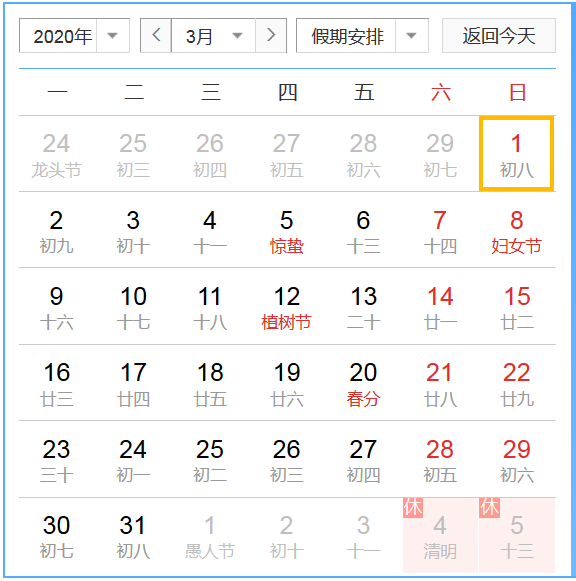 2020年 3月 假期安排 返回今天
一 二 三 四 五 六 日
24 25 26 27 28 29 1
龙头节 初三 初四 初五 初六 初七 初八
2 3 4 5 6 7 8
初九 初十 十一 惊蛰 十三 十四 妇女节
9 10 11 12 13 14 15
十六 十七 十八 植树节 二十 廿一 廿二
16 17 18 19 20 21 22
廿三 廿四 廿五 廿六 春分 廿八 廿九
23 24 25 26 27 28 29
三十 初一 初二 初三 初四 初五 初六
休 休
30 31 1 2 3 4 5
初七 初八 愚人节 初十 十一 清明 十三